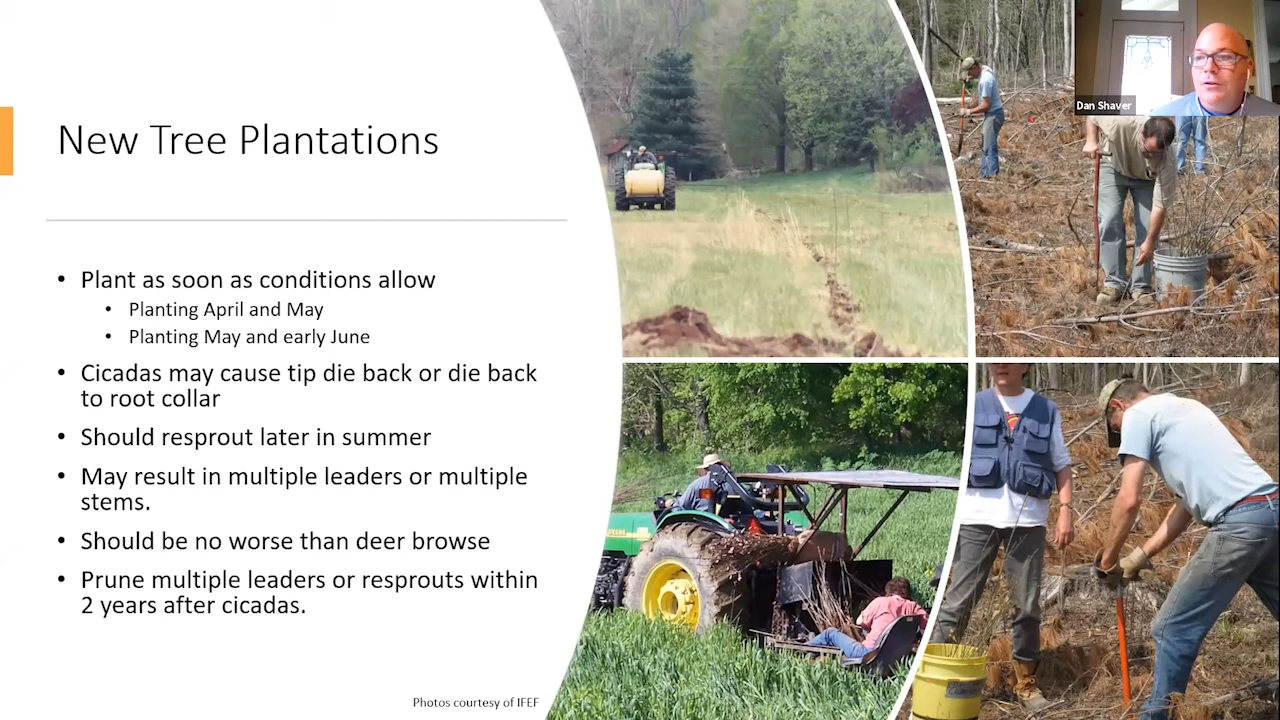 New Tree Plantations
• Plant as soon as conditions allow
• Planting April and May
• Planting May and early June
• Cicadas may cause tip die back or die back
to root collar
• Should resprout later in summer
• May result in multiple leaders or multiple
stems.
• Should be no worse than deer browse
• Prune multiple leaders or resprouts within
2 years after cicadas.
Photos courtesy of IFEF
Dan Shaver